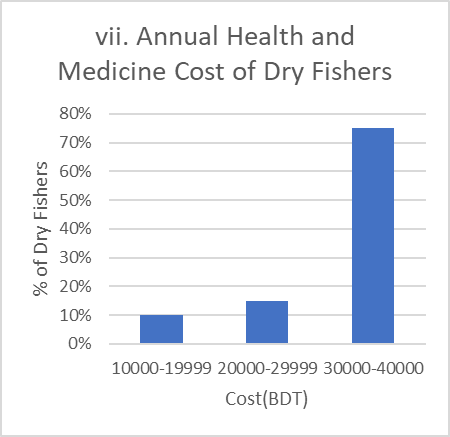 vii. Annual Health and
Medicine Cost of Dry Fishers
80%
70%
60%
50%
40%
30%
20%
10%
0%
% of Dry Fishers
10000-19999 20000-29999 30000-40000
Cost(BDT)